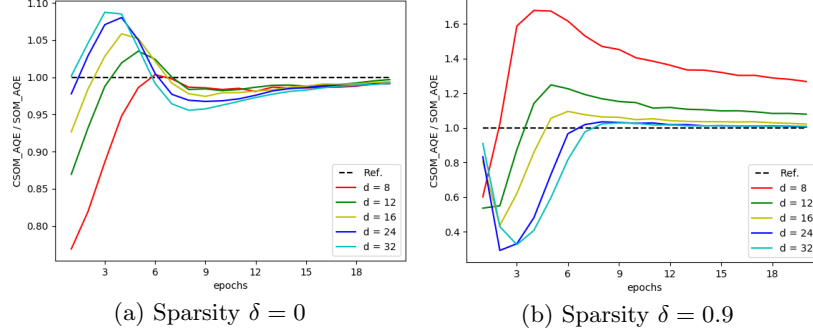 1.10
1.05
1.00
0.95
0.90
0.85
0.80
CSOM_AQE / SOM_AQE
Ref.
d = 8
d = 12
d = 16
d = 24
d = 32
3 6 9 12 15 18
epochs
(a) Sparsity δ = 0
1.6
1.4
1.2
1.0
0.8
0.6
0.4
CSOM_AQE / SOM_AQE
Ref.
d = 8
d = 12
d = 16
d = 24
d = 32
3 6 9 12 15 18
epochs
(b) Sparsity δ = 0.9